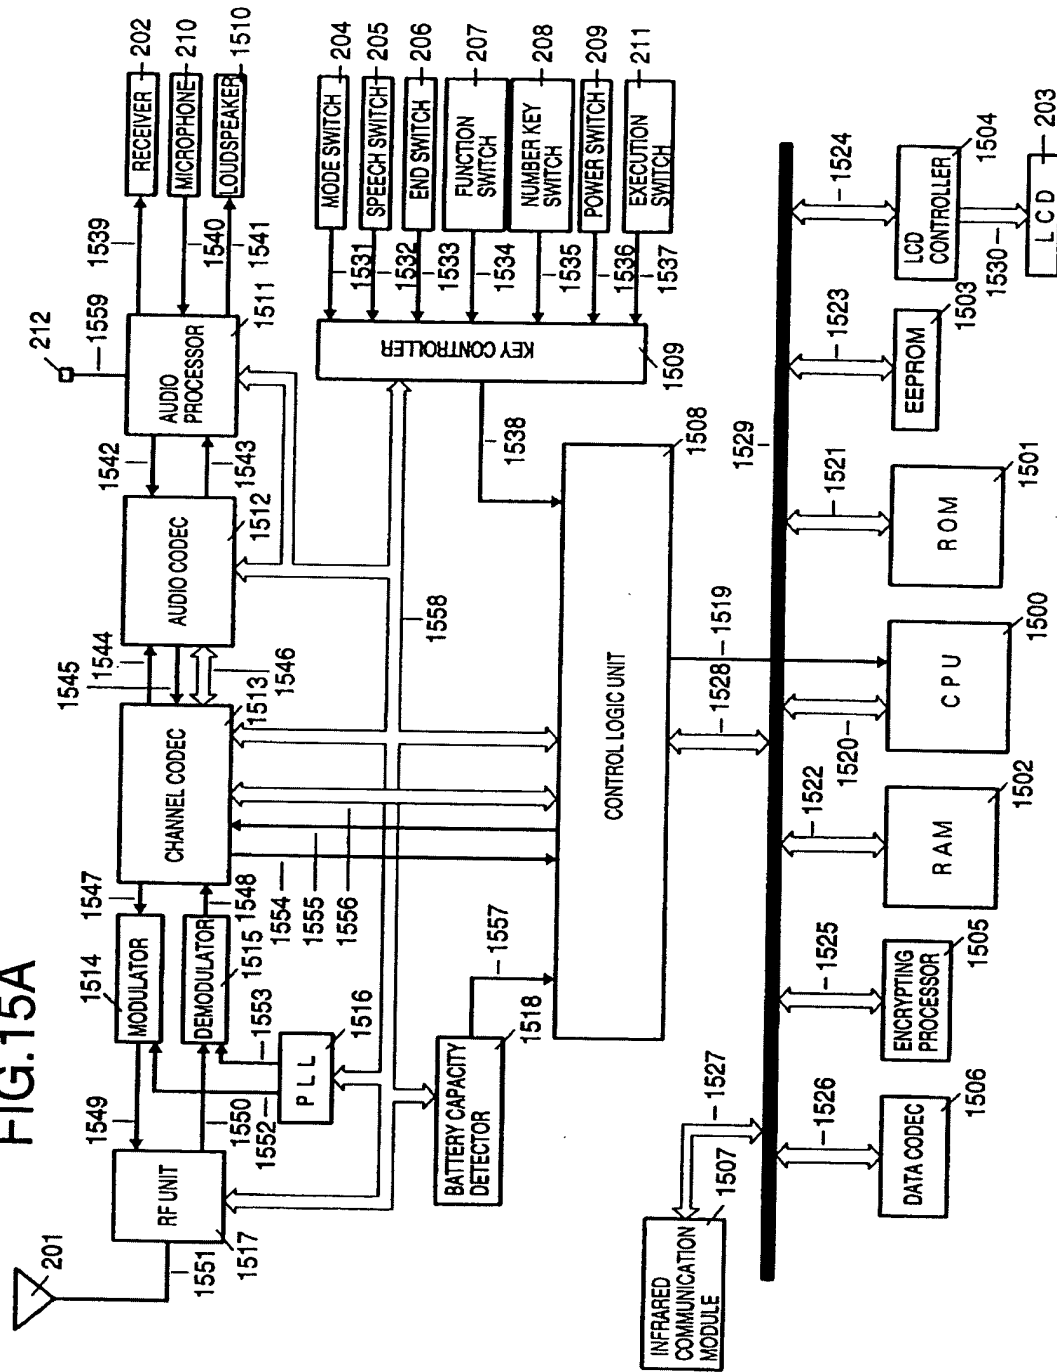 FIG.15A
201
1551
RF UNIT
1517
1549
1550
1552
1514
MODULATOR
DEMODULATOR
1515
1553
PLL
1516
1547
1548
CHANNEL CODEC
1513
1545
1544
1546
AUDIO CODEC
1512
1542
1543
212
1559
AUDIO
PROCESSOR
1511
1539
1540
1541
RECEIVER
202
MICROPHONE
210
LOUDSPEAKER
1510
1554
1555
1556
1558
BATTERY CAPACITY
DETECTOR
1518
1557
KEY CONTROLLER
1509
1538
1531
MODE SWITCH
204
1532
SPEECH SWITCH
205
1533
END SWITCH
206
1534
FUNCTION
SWITCH
207
1535
NUMBER KEY
SWITCH
208
1536
POWER SWITCH
209
1537
EXECUTION
SWITCH
211
CONTROL LOGIC UNIT
1508
INFRARED
COMMUNICATION
MODULE
1507
1527
1528
1519
1529
1526
DATA CODEC
1506
1525
ENCRYPTING
PROCESSOR
1505
1522
RAM
1502
1520
CPU
1500
1521
ROM
1501
1523
EEPROM
1503
1524
LCD
CONTROLLER
1504
1530
LCD
203